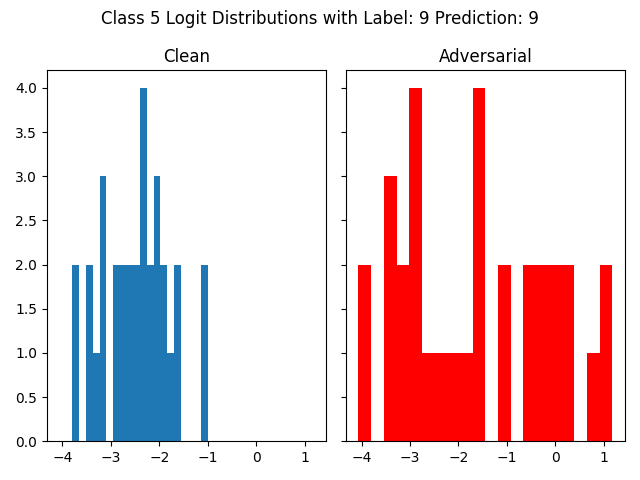 Class 5 Logit Distributions with Label: 9 Prediction: 9
Clean
Adversarial
4.0
3.5
3.0
2.5
2.0
1.5
1.0
0.5
0.0
−4 −3 −2 −1 0 1
−4 −3 −2 −1 0 1